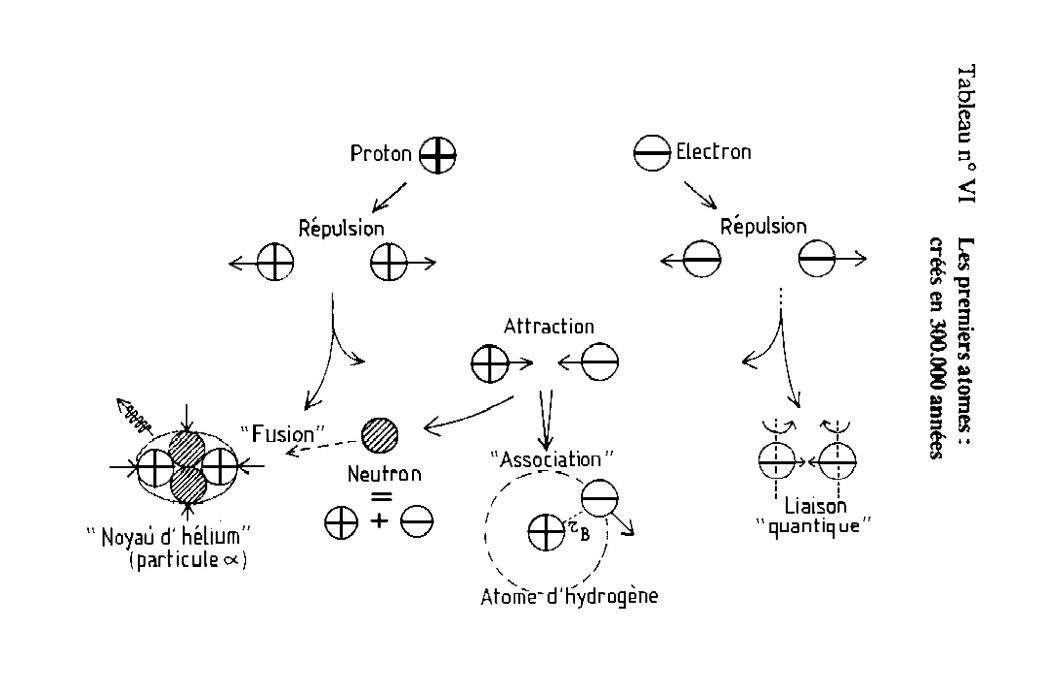 Tableau n° VI Les premiers atomes :
créés en 300.000 années
Proton
Electron
Répulsion
Répulsion
Attraction
"Fusion"
Neutron
=
+
"Association"
r_B
Atome d'hydrogène
"Noyau d'hélium"
(particule α)
Liaison
"quantique"